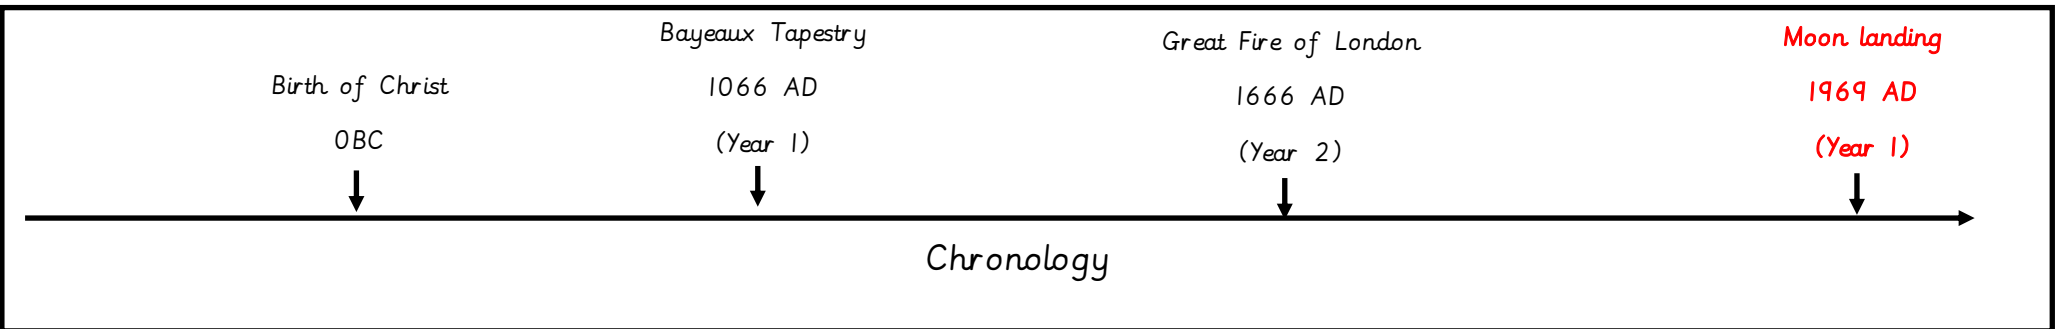 Birth of Christ
0BC
Bayeaux Tapestry
1066 AD
(Year 1)
Great Fire of London
1666 AD
(Year 2)
Moon landing
1969 AD
(Year 1)
Chronology